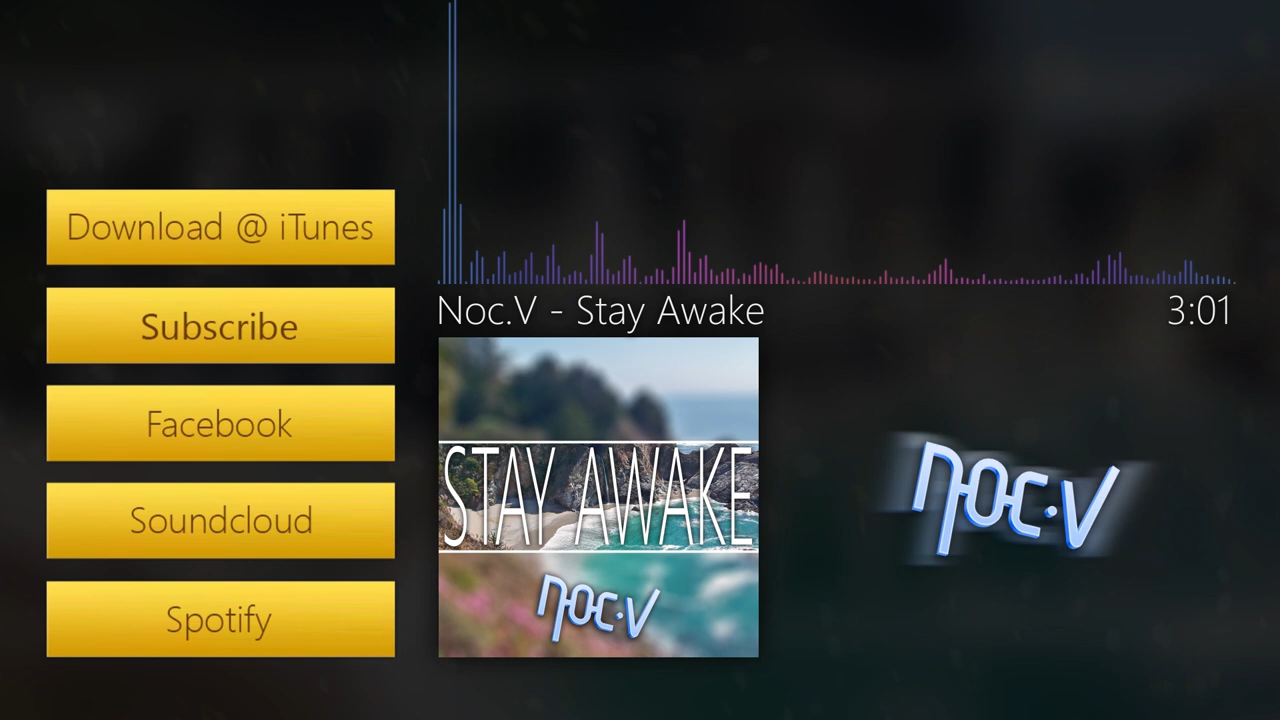 Download @ iTunes
Subscribe
Facebook
Soundcloud
Spotify
Noc.V - Stay Awake
3:01
STAY AWAKE
noc.v
noc.v